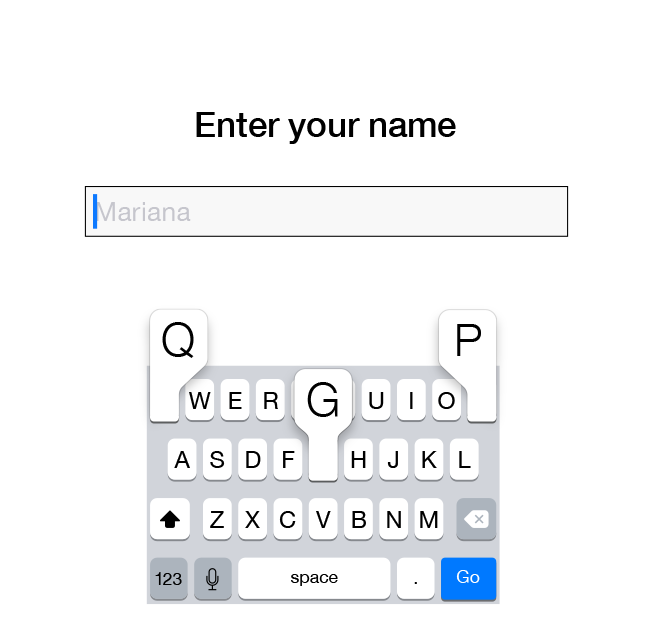 Enter your name
Mariana
Q P
W E R G U I O
A S D F H J K L
Z X C V B N M
123 space . Go